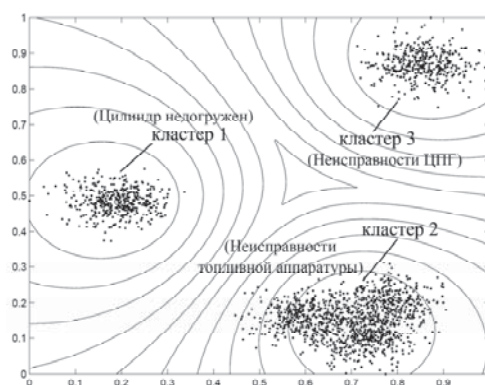 1
0.9
0.8
0.7
0.6
0.5
0.4
0.3
0.2
0.1
0
(Цилиндр недогружен)
кластер 1
кластер 3
(Неисправности ЦПГ)
кластер 2
(Неисправности
топливной аппаратуры)
0 0.1 0.2 0.3 0.4 0.5 0.6 0.7 0.8 0.9